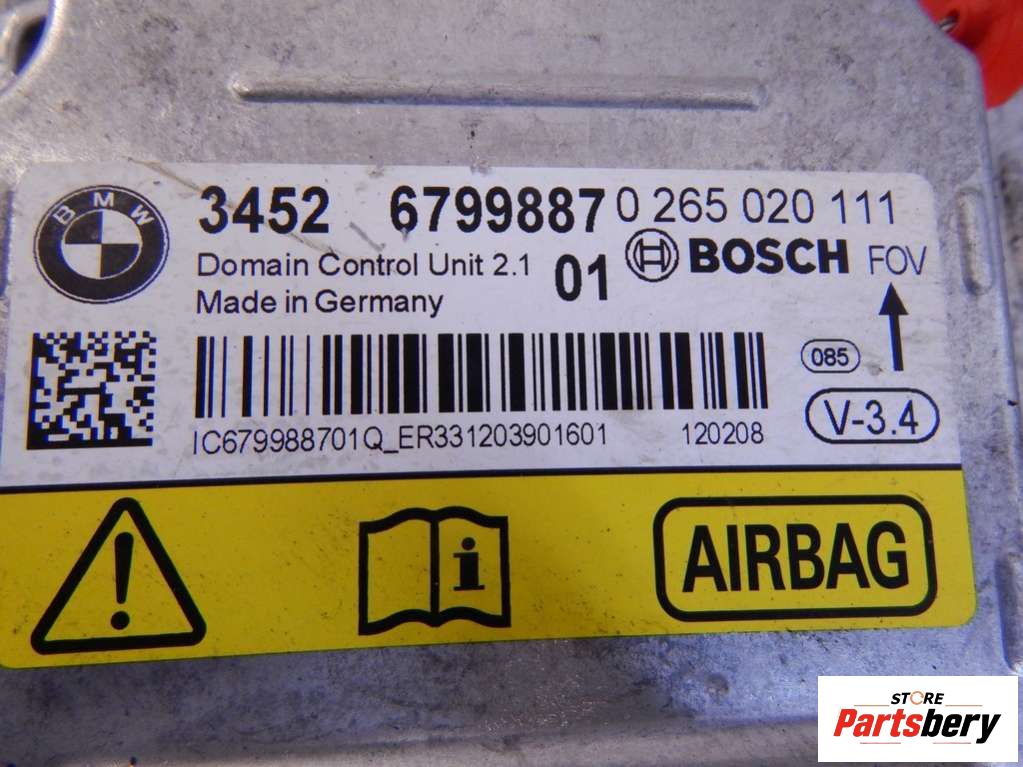 BMW
3452 6799887 0 265 020 111
Domain Control Unit 2.1 01 BOSCH FOV
Made in Germany
085
V-3.4
IC679988701Q_ER331203901601 120208
AIRBAG
STORE
Partsbery